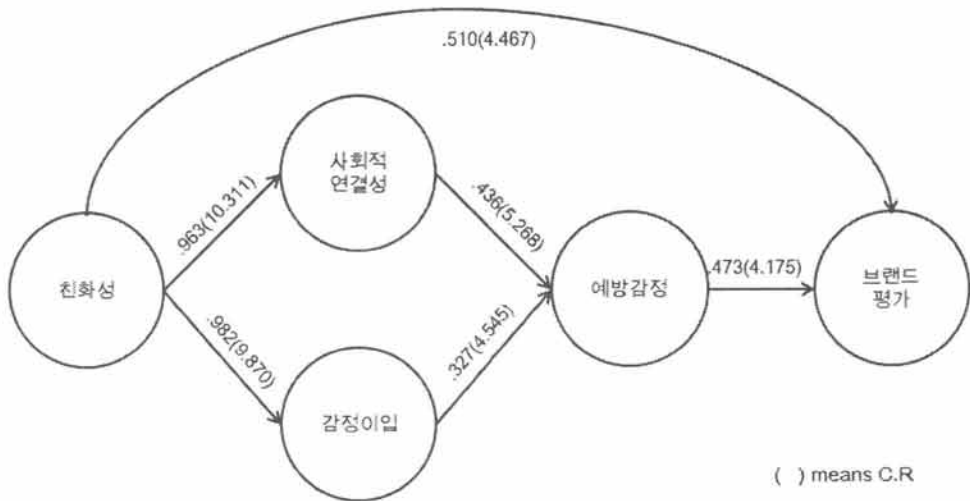 .510(4.467)
사회적
연결성
.963(10.311)
.436(5.268)
친화성
예방감정
.473(4.175)
브랜드
평가
.982(9.870)
.327(4.545)
감정이입
( ) means C.R